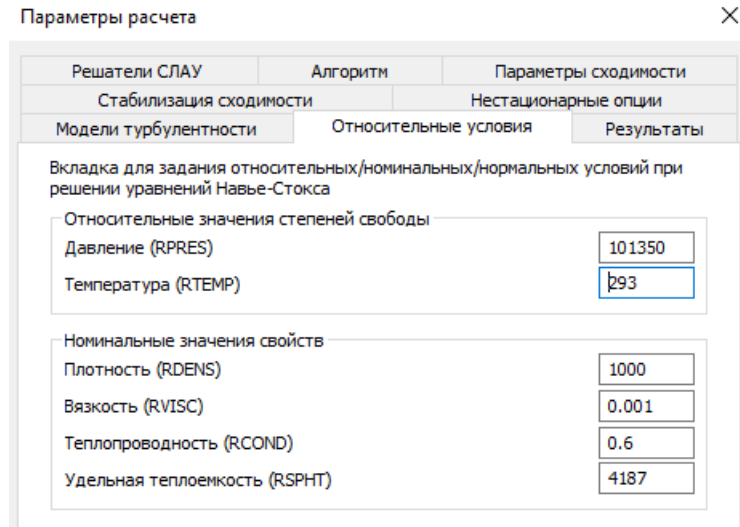 Параметры расчета
Решатели СЛАУ Алгоритм Параметры сходимости
Стабилизация сходимости Нестационарные опции
Модели турбулентности Относительные условия Результаты
Вкладка для задания относительных/номинальных/нормальных условий при
решении уравнений Навье-Стокса
Относительные значения степеней свободы
Давление (RPRES) 101350
Температура (RTEMP) 293
Номинальные значения свойств
Плотность (RDENS) 1000
Вязкость (RVISC) 0.001
Теплопроводность (RCOND) 0.6
Удельная теплоемкость (RSPHT) 4187